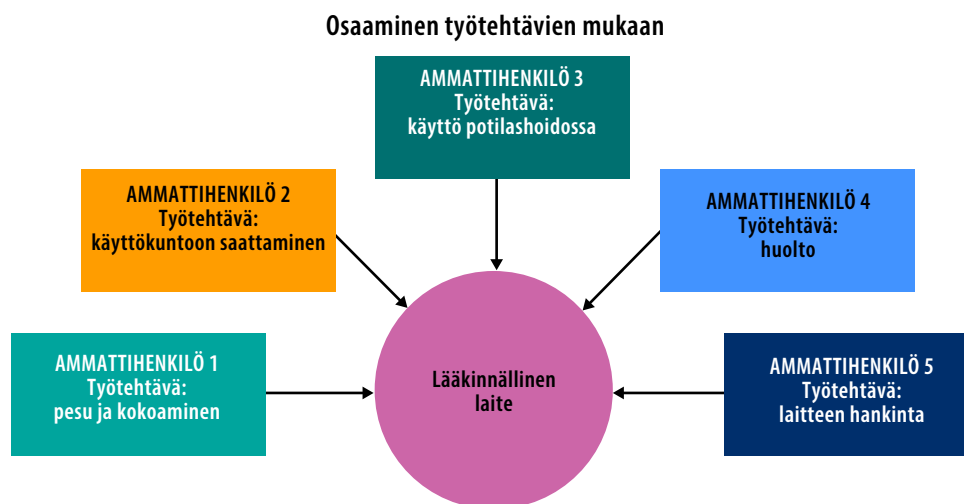 Osaaminen työtehtävien mukaan
AMMATTIHENKILÖ 3
Työtehtävä:
käyttö potilashoidossa
AMMATTIHENKILÖ 2
Työtehtävä:
käyttökuntoon saattaminen
AMMATTIHENKILÖ 4
Työtehtävä:
huolto
AMMATTIHENKILÖ 1
Työtehtävä:
pesu ja kokoaminen
Lääkinnällinen
laite
AMMATTIHENKILÖ 5
Työtehtävä:
laitteen hankinta